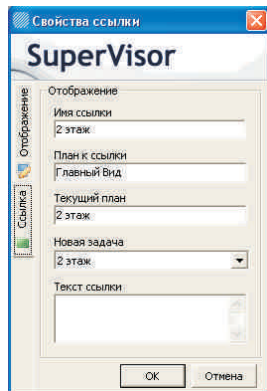 Свойства ссылки
SuperVisor
Отображение
Ссылка
Отображение
Имя ссылки
2 этаж
План к ссылки
Главный Вид
Текущий план
2 этаж
Новая задача
2 этаж
Текст ссылки
OK
Отмена